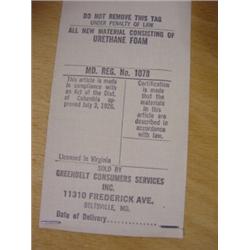 DO NOT REMOVE THIS TAG
UNDER PENALTY OF LAW
ALL NEW MATERIAL CONSISTING OF
URETHANE FOAM
MD. REG. No. 1078
This article is made
in compliance with
an Act of the Dist.
of Columbia ap-
proved July 3, 1926.
Certification
is made that
the materials
in this
article are
described in
accordance
with law.
Licensed in Virginia
SOLD BY
GREENBELT CONSUMERS SERVICES
INC.
11310 FREDERICK AVE.
BELTSVILLE, MD.
Date of Delivery